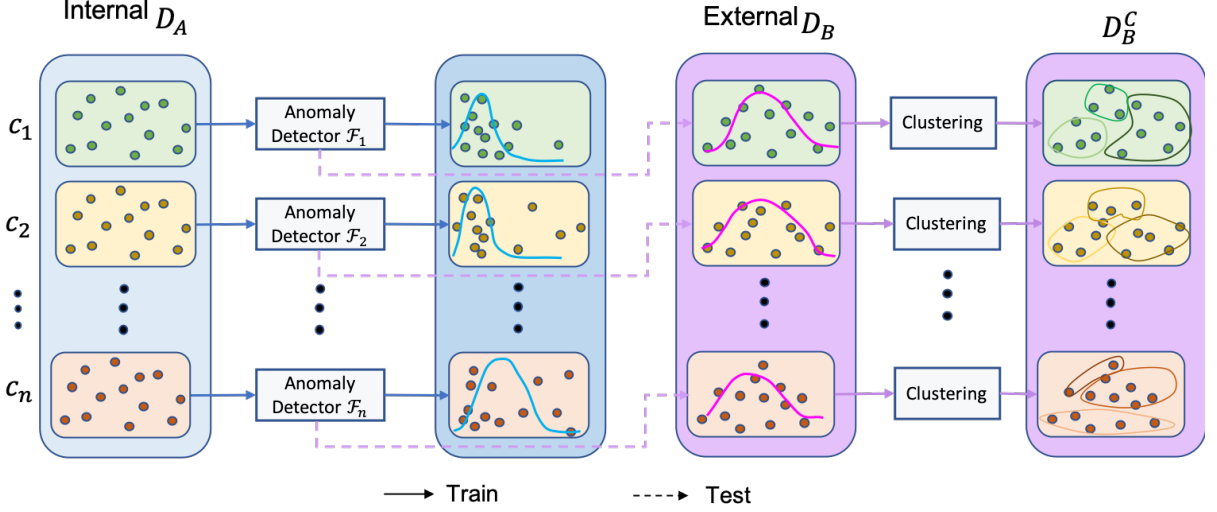 Internal D_A
External D_B
D_B^C
c_1
Anomaly
Detector ℱ_1
Clustering
c_2
Anomaly
Detector ℱ_2
Clustering
c_n
Anomaly
Detector ℱ_n
Clustering
Train
Test